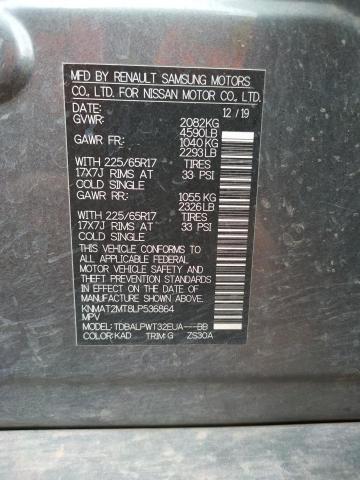 MFD BY RENAULT SAMSUNG MOTORS
CO., LTD. FOR NISSAN MOTOR CO., LTD.
DATE: 12/19
GVWR: 2082KG
4590LB
GAWR FR: 1040 KG
2293LB
WITH 225/65R17 TIRES
17X7J RIMS AT 33 PSI
COLD SINGLE
GAWR RR: 1055 KG
2326LB
WITH 225/65R17 TIRES
17X7J RIMS AT 33 PSI
COLD SINGLE
THIS VEHICLE CONFORMS TO
ALL APPLICABLE FEDERAL
MOTOR VEHICLE SAFETY AND
THEFT PREVENTION STANDARDS
IN EFFECT ON THE DATE OF
MANUFACTURE SHOWN ABOVE
KNMAT2MT8LP536864
MPV
MODEL: TDBALPWT32EUA---BB
COLOR: KAD TRIM: G ZS30A